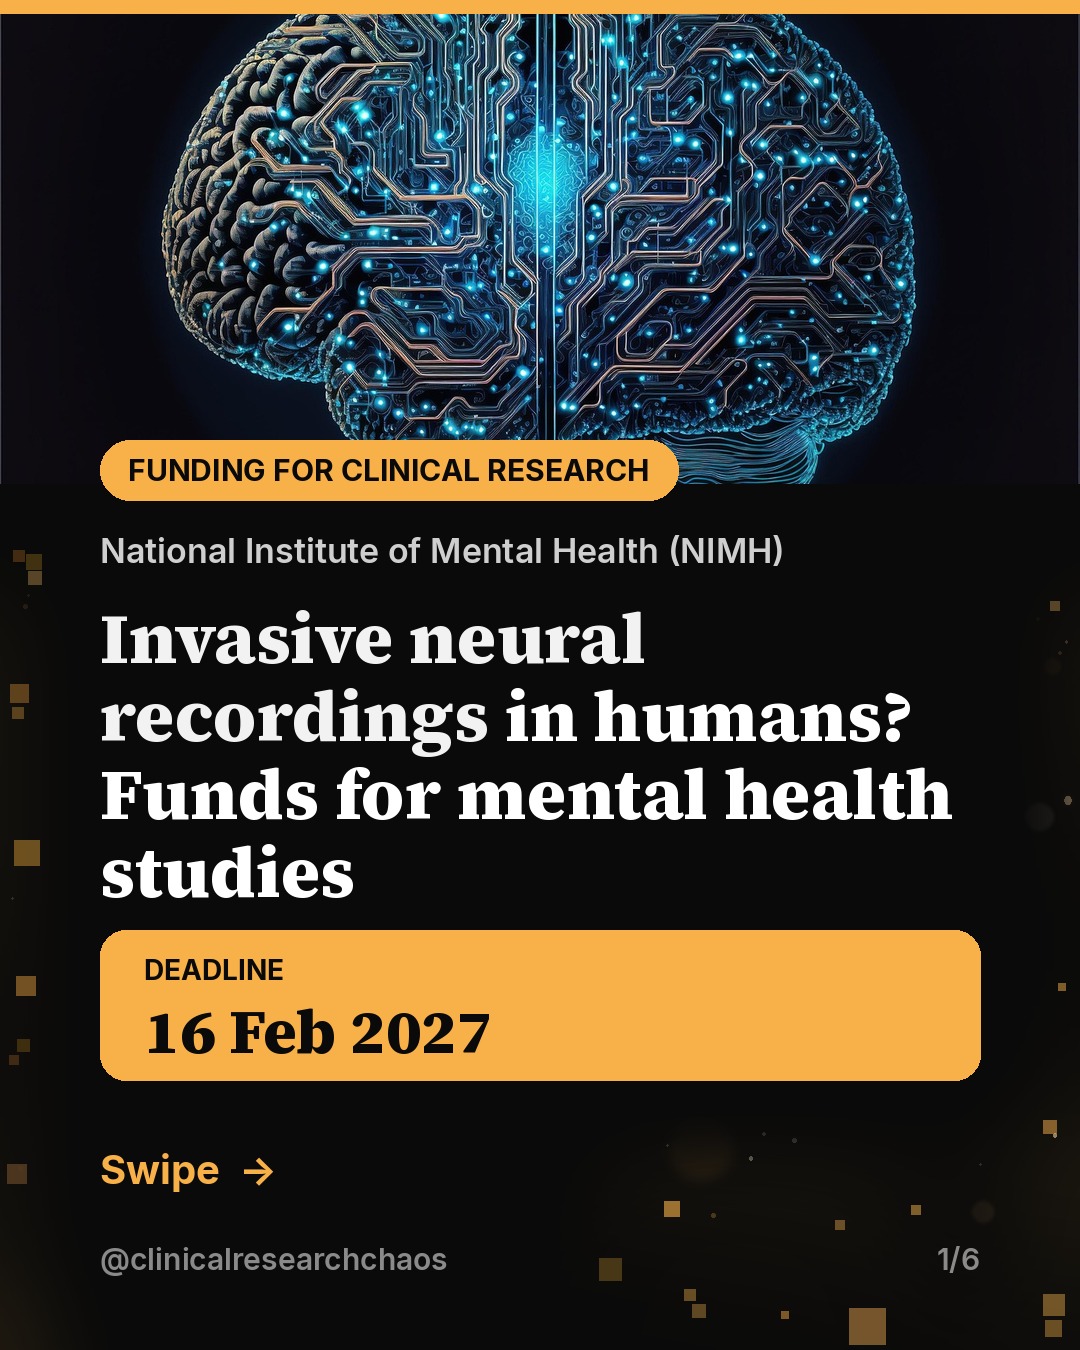 FUNDING FOR CLINICAL RESEARCH
National Institute of Mental Health (NIMH)
Invasive neural
recordings in humans?
Funds for mental health
studies
DEADLINE
16 Feb 2027
Swipe →
@clinicalresearchchaos
1/6